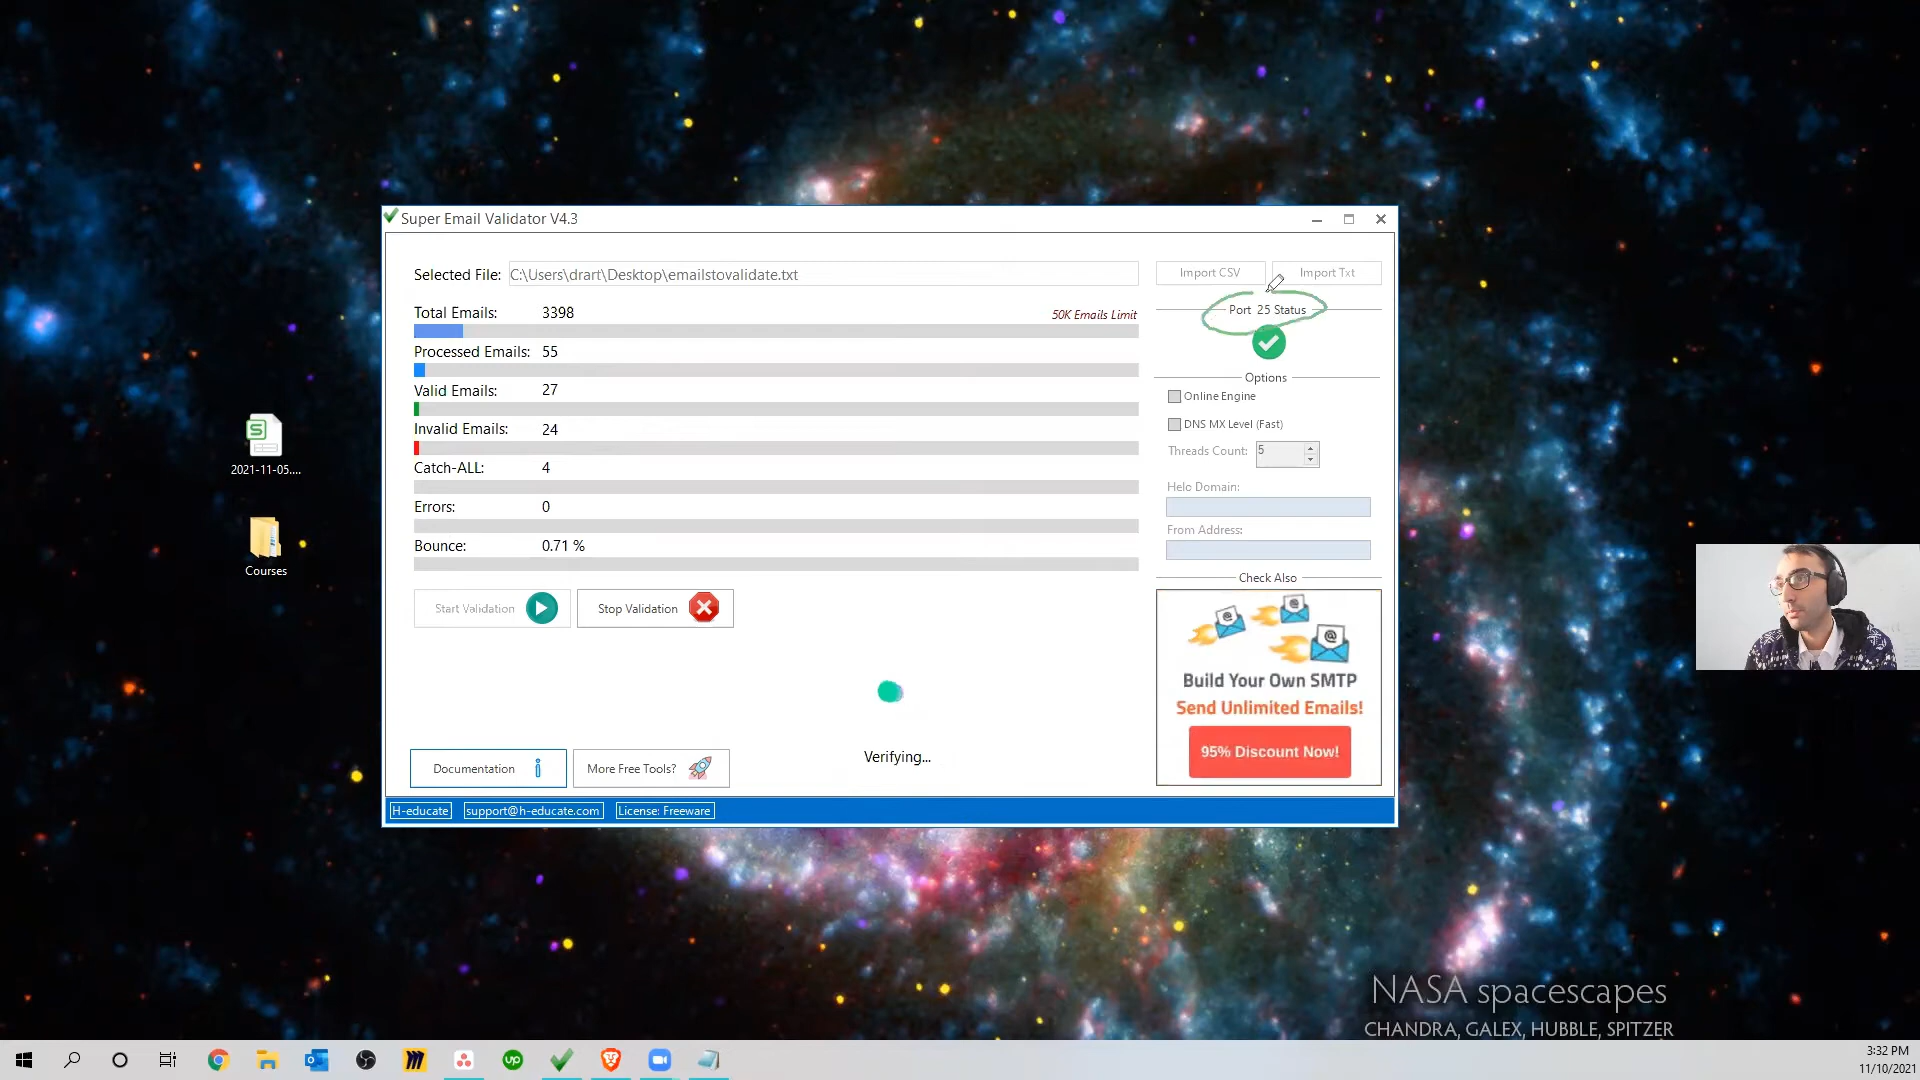 Super Email Validator V4.3
Selected File: C:\Users\drart\Desktop\emailstovalidate.txt
Import CSV
Import Txt
Total Emails: 3398
50K Emails Limit
Port 25 Status
Processed Emails: 55
Valid Emails: 27
Options
Online Engine
Invalid Emails: 24
DNS MX Level (Fast)
Threads Count: 5
Catch-ALL: 4
Helo Domain:
Errors: 0
From Address:
Bounce: 0.71 %
Check Also
Start Validation
Stop Validation
Build Your Own SMTP
Send Unlimited Emails!
95% Discount Now!
Verifying...
Documentation
More Free Tools?
H-educate
support@h-educate.com
License: Freeware
2021-11-05....
Courses
NASA spacescapes
CHANDRA, GALEX, HUBBLE, SPITZER
up
3:32 PM
11/10/2021